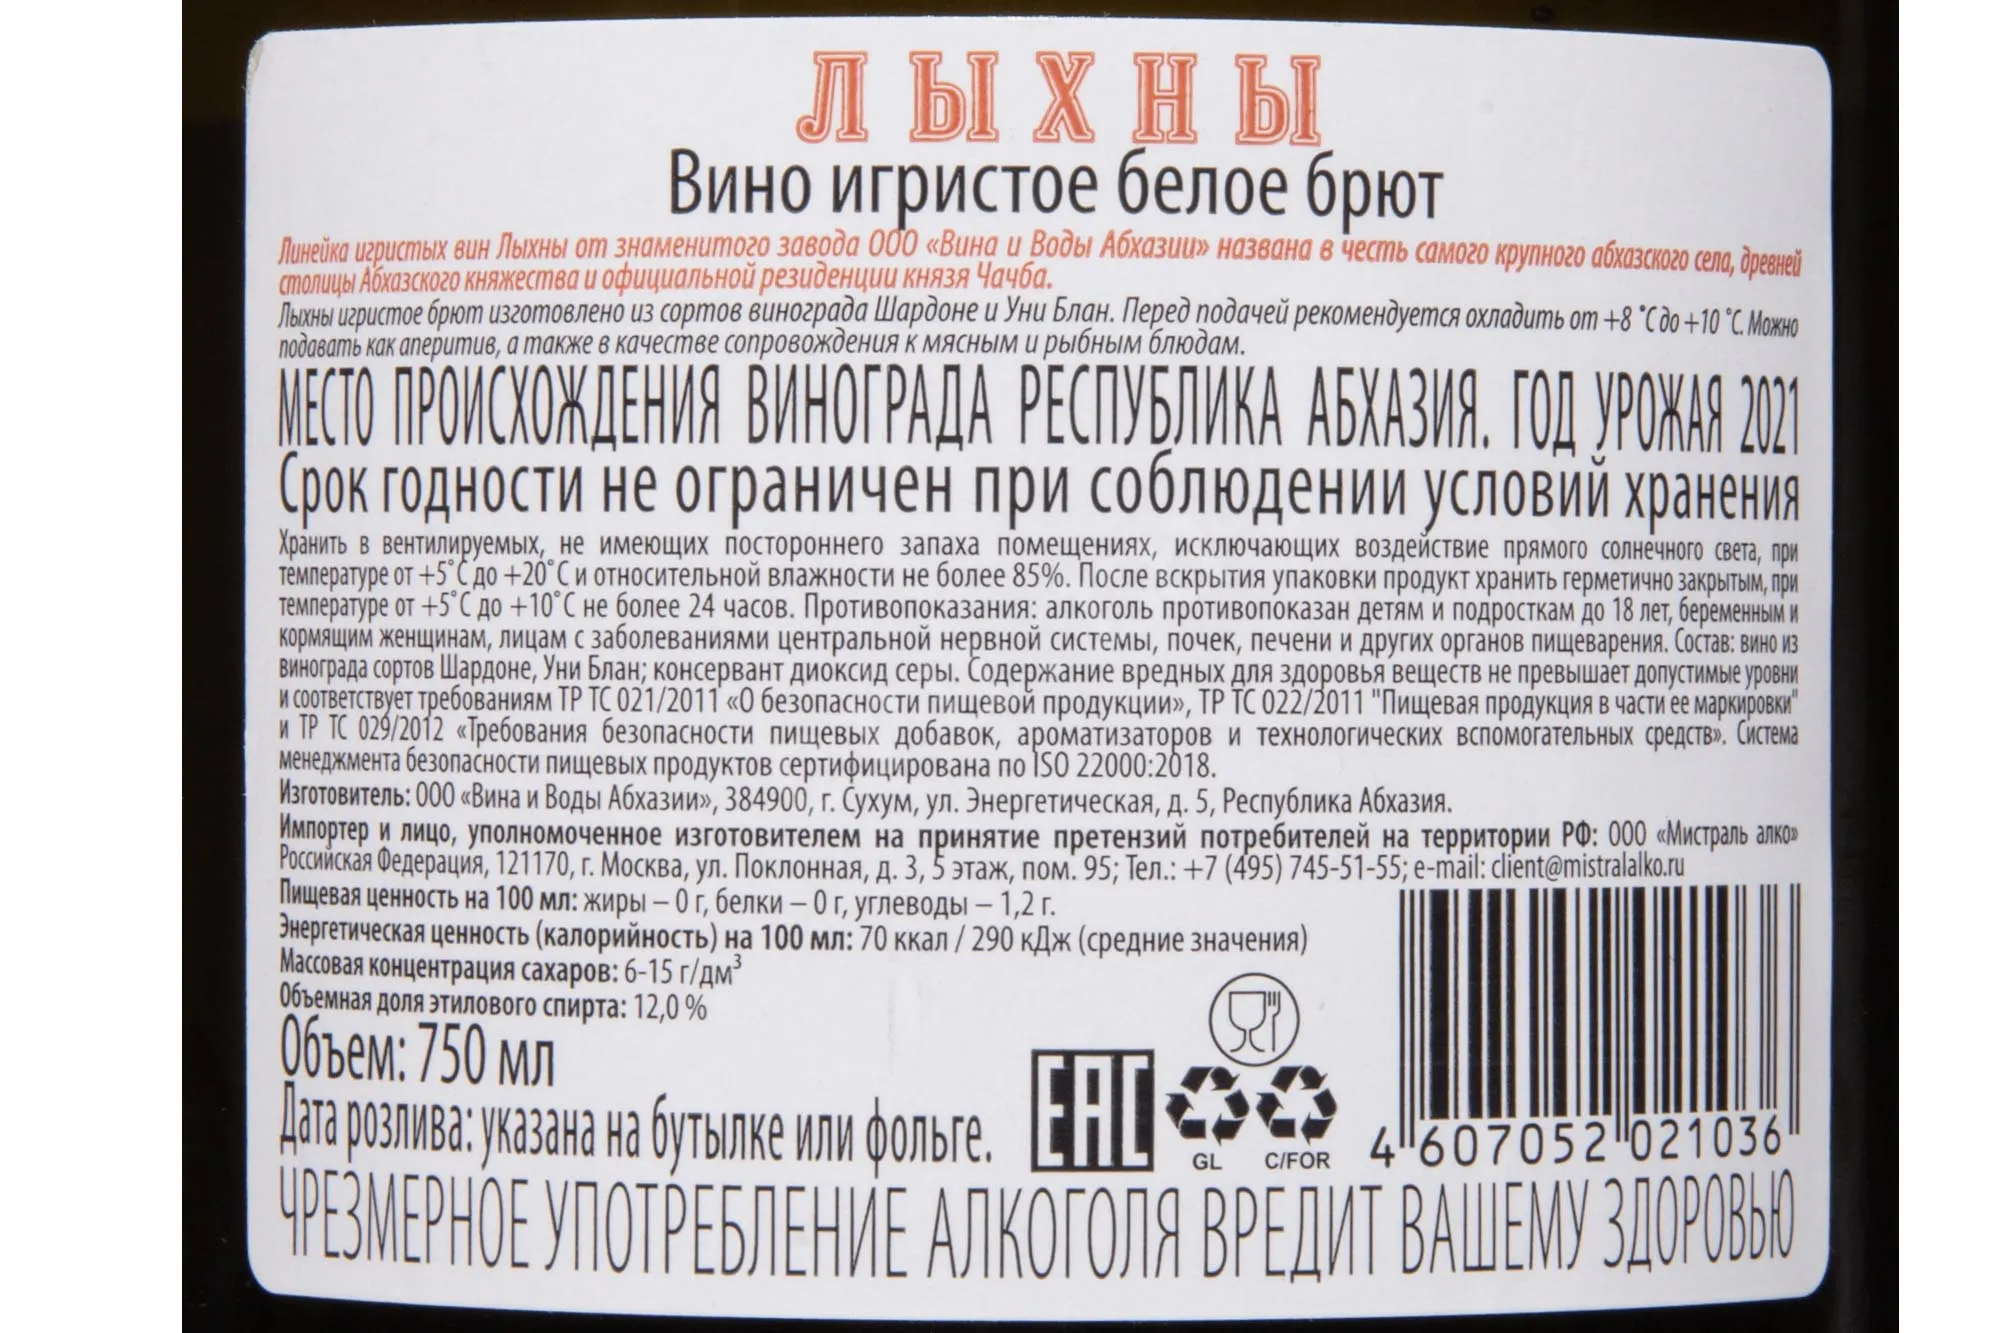 ЛЫХНЫ
Вино игристое белое брют
Линейка игристых вин Лыхны от знаменитого завода ООО «Вина и Воды Абхазии» названа в честь самого крупного абхазского села, древней
столицы Абхазского княжества и официальной резиденции князя Чачба.
Лыхны игристое брют изготовлено из сортов винограда Шардоне и Уни Блан. Перед подачей рекомендуется охладить от +8 °С до +10 °С. Можно
подавать как аперитив, а также в качестве сопровождения к мясным и рыбным блюдам.
МЕСТО ПРОИСХОЖДЕНИЯ ВИНОГРАДА РЕСПУБЛИКА АБХАЗИЯ. ГОД УРОЖАЯ 2021
Срок годности не ограничен при соблюдении условий хранения
Хранить в вентилируемых, не имеющих постороннего запаха помещениях, исключающих воздействие прямого солнечного света, при
температуре от +5°С до +20°С и относительной влажности не более 85%. После вскрытия упаковки продукт хранить герметично закрытым, при
температуре от +5°С до +10°С не более 24 часов. Противопоказания: алкоголь противопоказан детям и подросткам до 18 лет, беременным и
кормящим женщинам, лицам с заболеваниями центральной нервной системы, почек, печени и других органов пищеварения. Состав: вино из
винограда сортов Шардоне, Уни Блан; консервант диоксид серы. Содержание вредных для здоровья веществ не превышает допустимые уровни
и соответствует требованиям ТР ТС 021/2011 «О безопасности пищевой продукции», ТР ТС 022/2011 "Пищевая продукция в части ее маркировки"
и ТР ТС 029/2012 «Требования безопасности пищевых добавок, ароматизаторов и технологических вспомогательных средств». Система
менеджмента безопасности пищевых продуктов сертифицирована по ISO 22000:2018.
Изготовитель: ООО «Вина и Воды Абхазии», 384900, г. Сухум, ул. Энергетическая, д. 5, Республика Абхазия.
Импортер и лицо, уполномоченное изготовителем на принятие претензий потребителей на территории РФ: ООО «Мистраль алко»
Российская Федерация, 121170, г. Москва, ул. Поклонная, д. 3, 5 этаж, пом. 95; Тел.: +7 (495) 745-51-55; e-mail: client@mistralalko.ru
Пищевая ценность на 100 мл: жиры – 0 г, белки – 0 г, углеводы – 1,2 г.
Энергетическая ценность (калорийность) на 100 мл: 70 ккал / 290 кДж (средние значения)
Массовая концентрация сахаров: 6-15 г/дм³
Объемная доля этилового спирта: 12,0 %
Объем: 750 мл
Дата розлива: указана на бутылке или фольге.
EAC
GL C/FOR
4 607052 021036
ЧРЕЗМЕРНОЕ УПОТРЕБЛЕНИЕ АЛКОГОЛЯ ВРЕДИТ ВАШЕМУ ЗДОРОВЬЮ